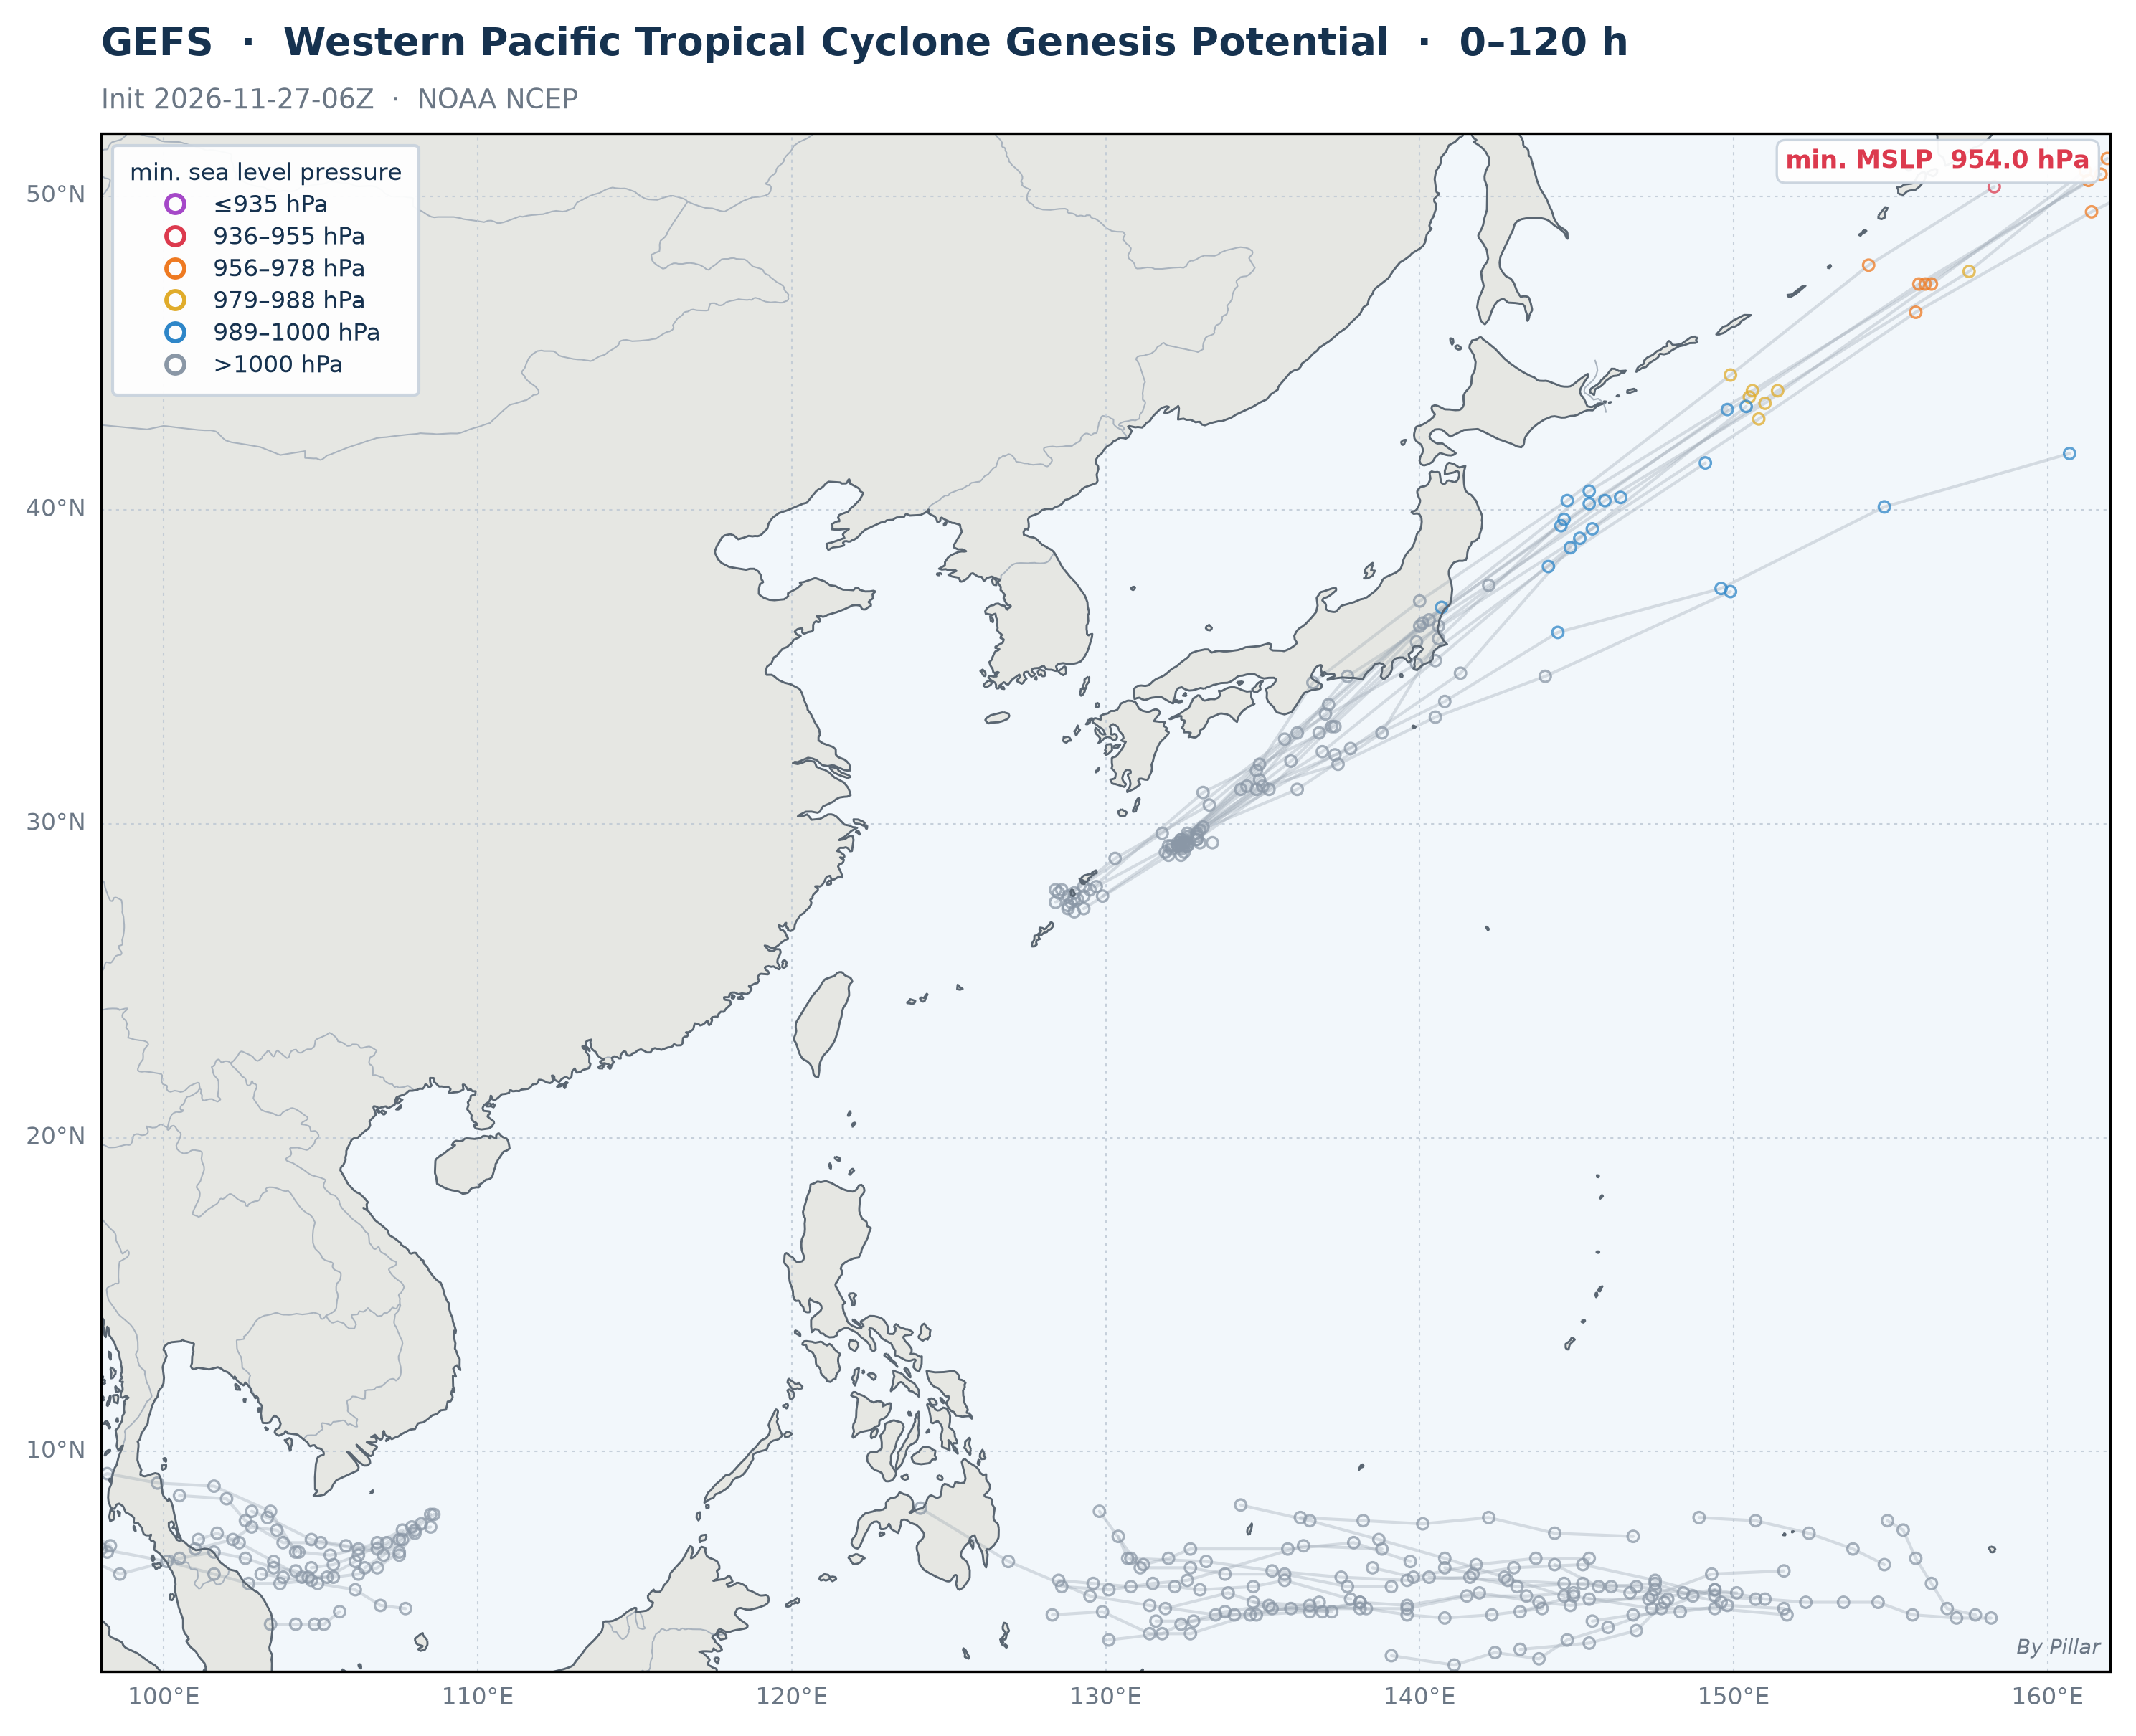 GEFS · Western Pacific Tropical Cyclone Genesis Potential · 0–120 h
Init 2026-11-27-06Z · NOAA NCEP
min. sea level pressure
≤935 hPa
936–955 hPa
956–978 hPa
979–988 hPa
989–1000 hPa
>1000 hPa
min. MSLP 954.0 hPa
50°N
40°N
30°N
20°N
10°N
By Pillar
100°E 110°E 120°E 130°E 140°E 150°E 160°E